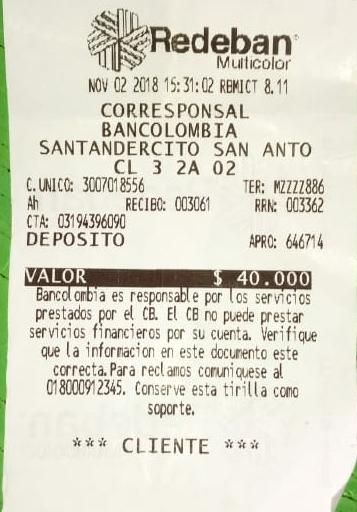 Redeban
Multicolor
NOV 02 2018 15:31:02 RBMICT 8.11
CORRESPONSAL
BANCOLOMBIA
SANTANDERCITO SAN ANTO
CL 3 2A 02
C.UNICO: 3007018556 TER: MZZZZ886
Ah RECIBO: 003061 RRN: 003362
CTA: 03194396090
DEPOSITO APRO: 646714
VALOR $ 40.000
Bancolombia es responsable por los servicios
prestados por el CB. El CB no puede prestar
servicios financieros por su cuenta. Verifique
que la informacion en este documento este
correcta. Para reclamos comuniquese al
018000912345. Conserve esta tirilla como
soporte.
*** CLIENTE ***